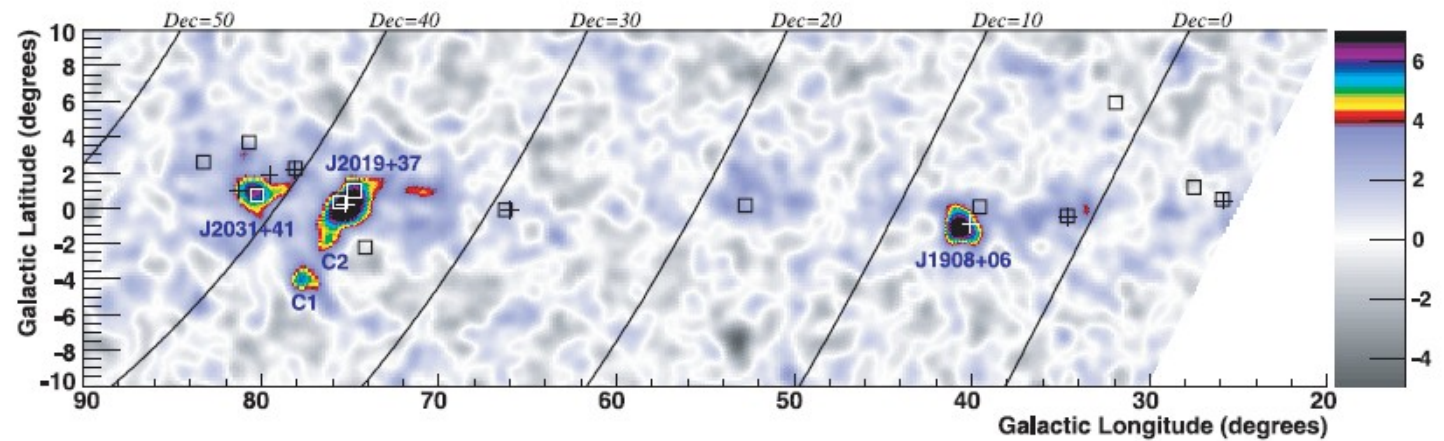 Dec=50 Dec=40 Dec=30 Dec=20 Dec=10 Dec=0
10
8
6
4
2
0
-2
-4
-6
-8
-10
Galactic Latitude (degrees)
J2019+37
J2031+41
C2
C1
J1908+06
6
4
2
0
-2
-4
90 80 70 60 50 40 30 20
Galactic Longitude (degrees)